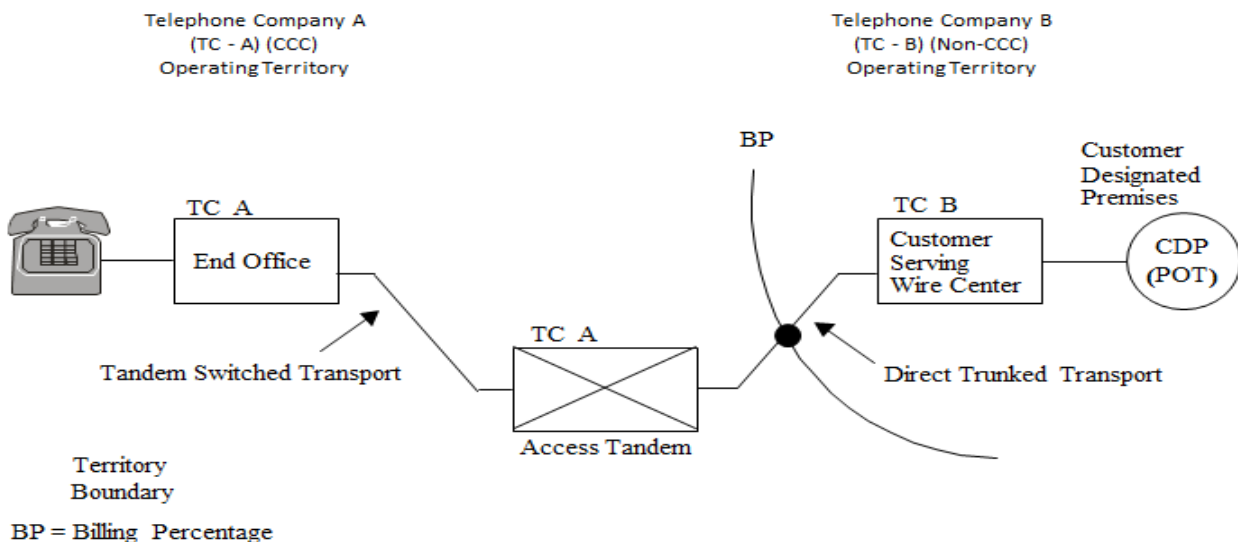 Telephone Company A
(TC - A) (CCC)
Operating Territory
Telephone Company B
(TC - B) (Non-CCC)
Operating Territory
BP
Customer
Designated
Premises
TC A
End Office
TC B
Customer
Serving
Wire Center
CDP
(POT)
TC A
Tandem Switched Transport
Direct Trunked Transport
Access Tandem
Territory
Boundary
BP = Billing Percentage